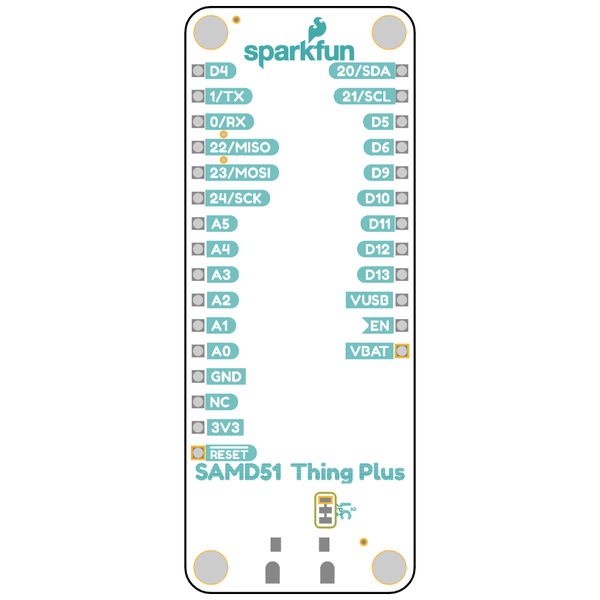 sparkfun
D4 20/SDA
1/TX 21/SCL
0/RX D5
22/MISO D6
23/MOSI D9
24/SCK D10
A5 D11
A4 D12
A3 D13
A2 VUSB
A1 EN
A0 VBAT
GND
NC
3V3
RESET
SAMD51 Thing Plus
I²C